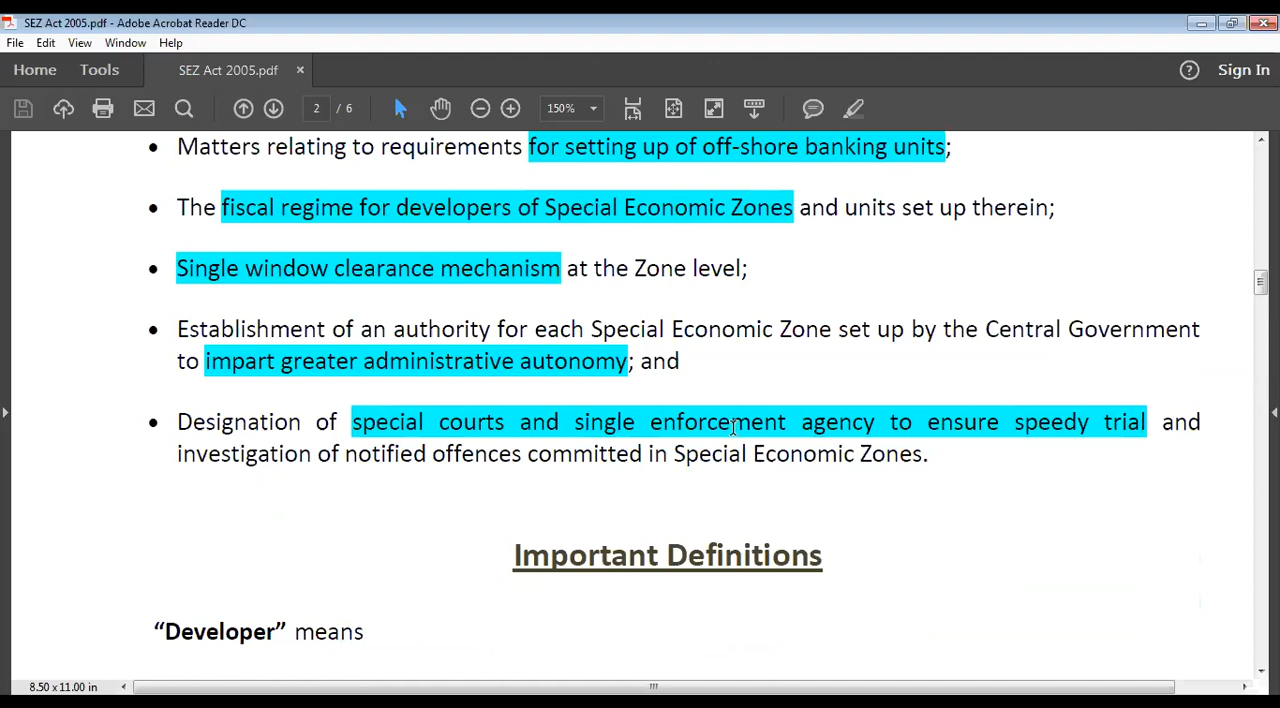 SEZ Act 2005.pdf - Adobe Acrobat Reader DC
File Edit View Window Help
Home Tools SEZ Act 2005.pdf × ? Sign In
2 / 6 150%
• Matters relating to requirements for setting up of off-shore banking units;
• The fiscal regime for developers of Special Economic Zones and units set up therein;
• Single window clearance mechanism at the Zone level;
• Establishment of an authority for each Special Economic Zone set up by the Central Government
to impart greater administrative autonomy; and
• Designation of special courts and single enforcement agency to ensure speedy trial and
investigation of notified offences committed in Special Economic Zones.
Important Definitions
“Developer” means
8.50 x 11.00 in